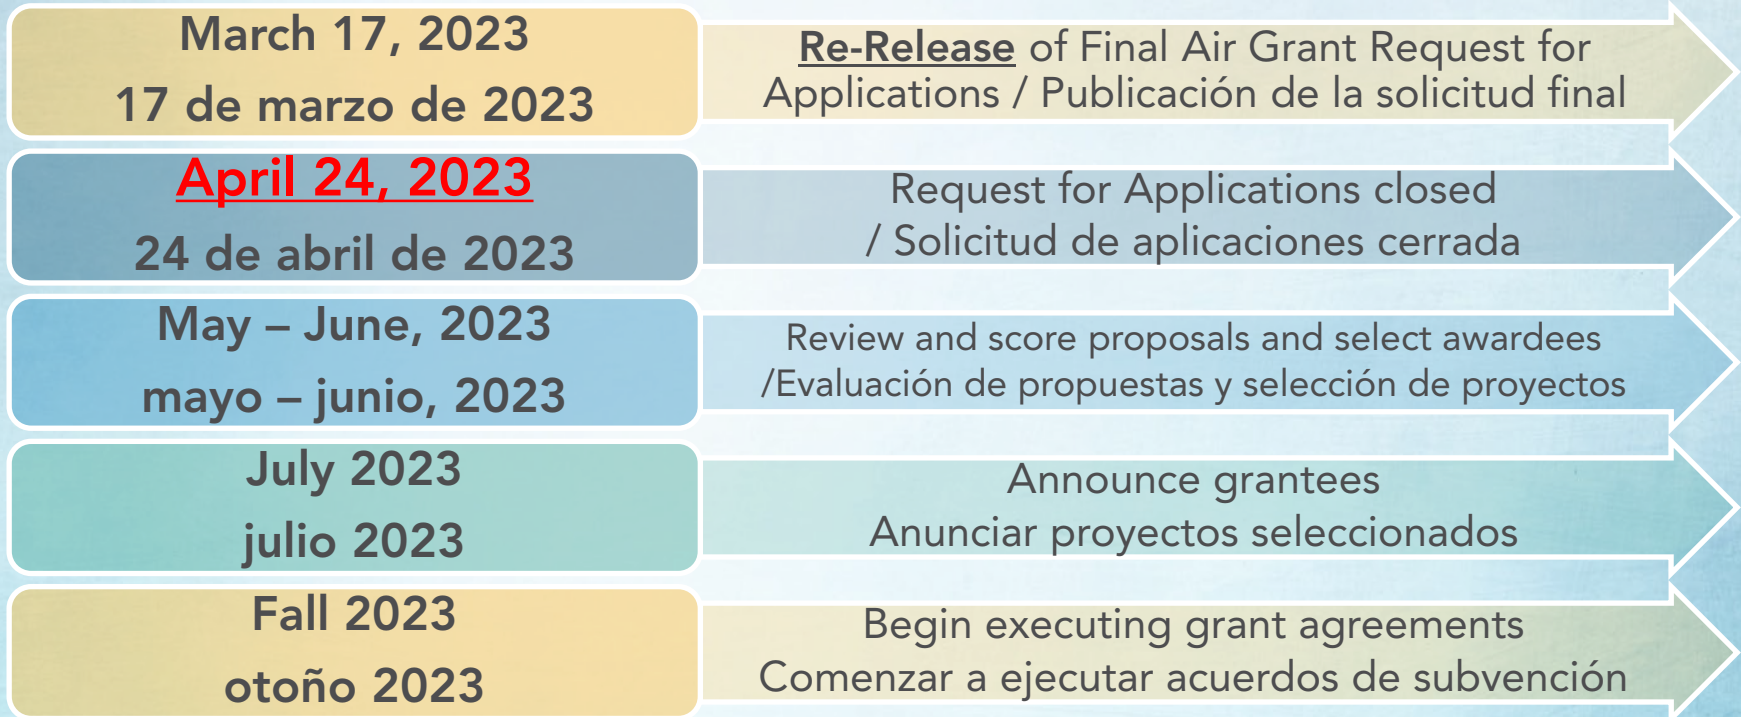 March 17, 2023
17 de marzo de 2023
Re-Release of Final Air Grant Request for
Applications / Publicación de la solicitud final
April 24, 2023
24 de abril de 2023
Request for Applications closed
/ Solicitud de aplicaciones cerrada
May – June, 2023
mayo – junio, 2023
Review and score proposals and select awardees
/Evaluación de propuestas y selección de proyectos
July 2023
julio 2023
Announce grantees
Anunciar proyectos seleccionados
Fall 2023
otoño 2023
Begin executing grant agreements
Comenzar a ejecutar acuerdos de subvención